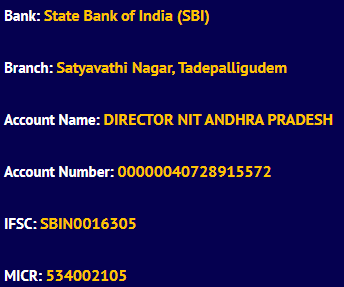 Bank: State Bank of India (SBI)
Branch: Satyavathi Nagar, Tadepalligudem
Account Name: DIRECTOR NIT ANDHRA PRADESH
Account Number: 00000040728915572
IFSC: SBIN0016305
MICR: 534002105